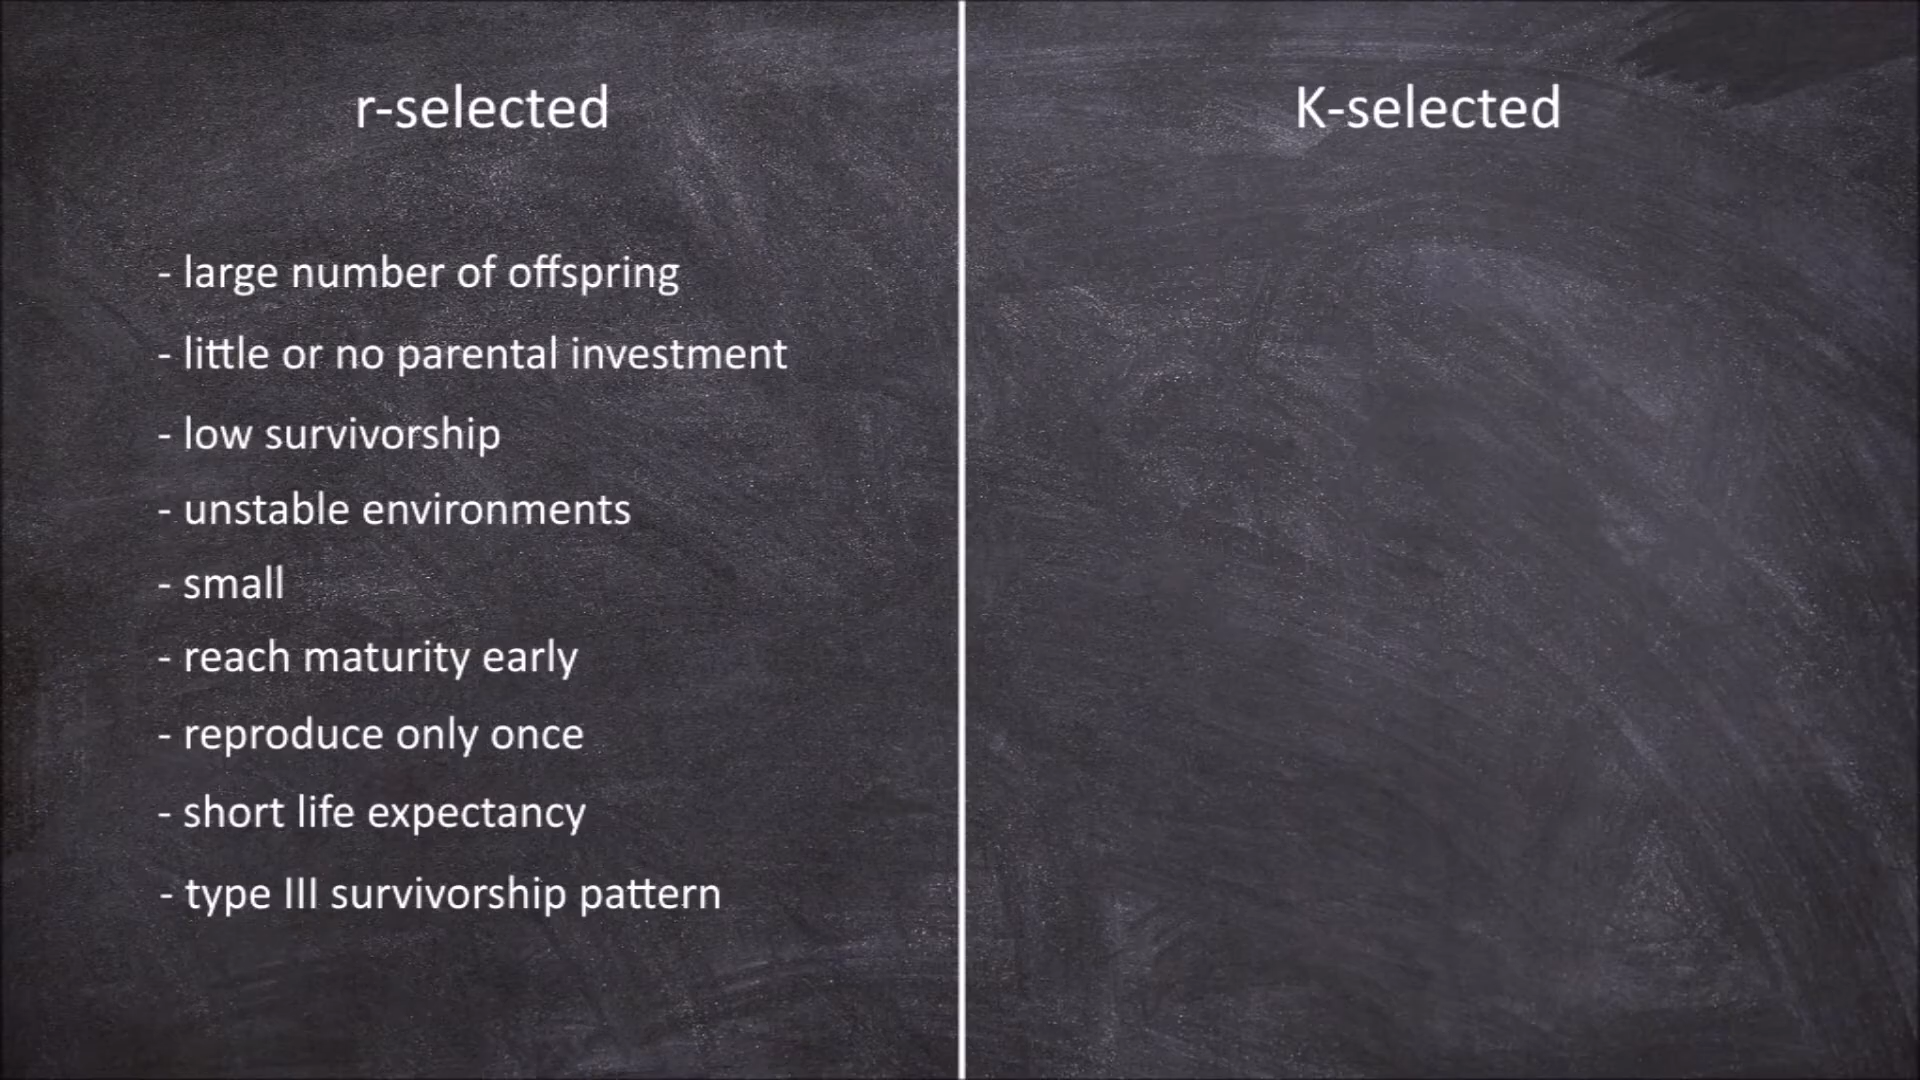 r-selected
K-selected
- large number of offspring
- little or no parental investment
- low survivorship
- unstable environments
- small
- reach maturity early
- reproduce only once
- short life expectancy
- type III survivorship pattern